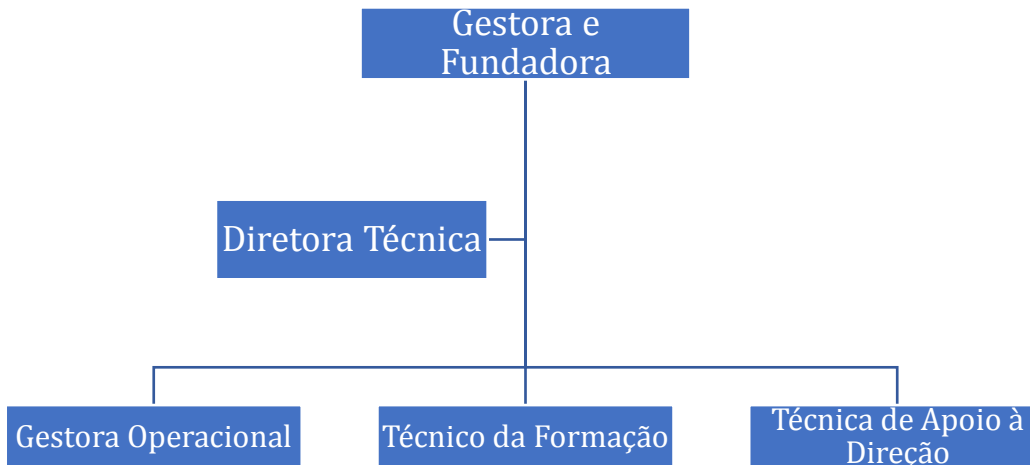 Gestora e
Fundadora
Diretora Técnica
Gestora Operacional
Técnico da Formação
Técnica de Apoio à
Direção